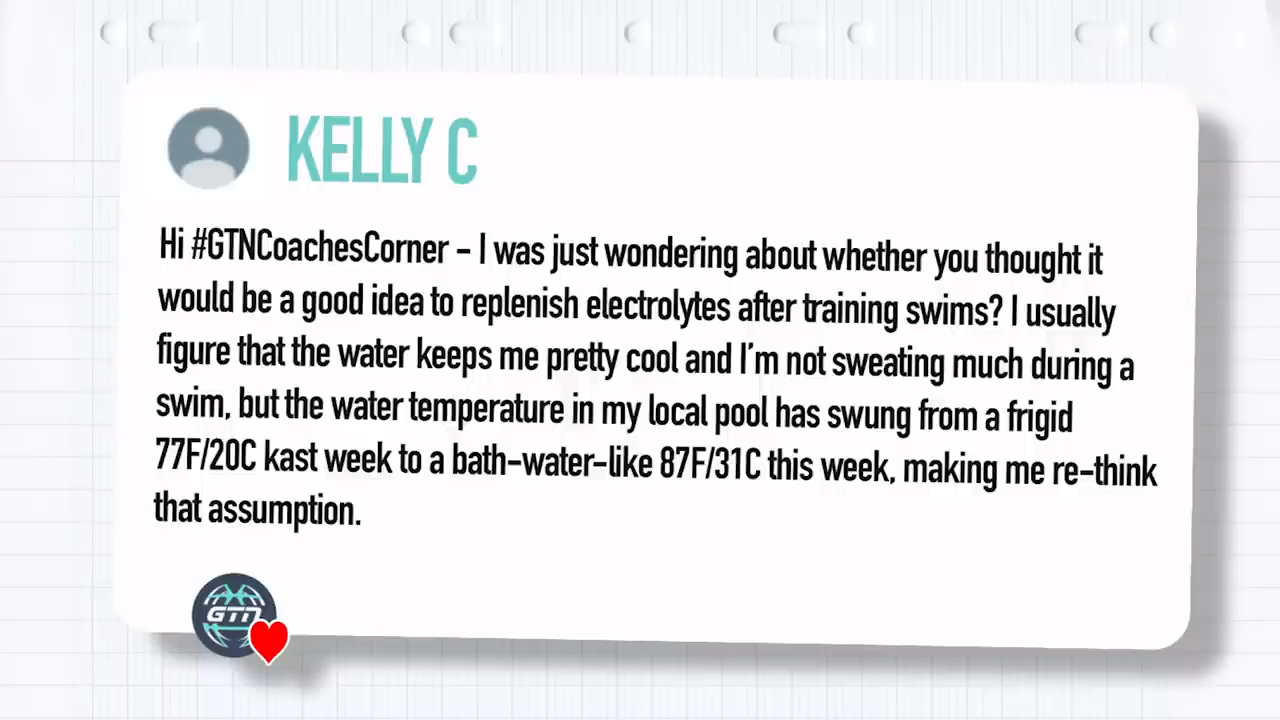 KELLY C
Hi #GTNCoachesCorner - I was just wondering about whether you thought it
would be a good idea to replenish electrolytes after training swims? I usually
figure that the water keeps me pretty cool and I'm not sweating much during a
swim, but the water temperature in my local pool has swung from a frigid
77F/20C kast week to a bath-water-like 87F/31C this week, making me re-think
that assumption.
GTN